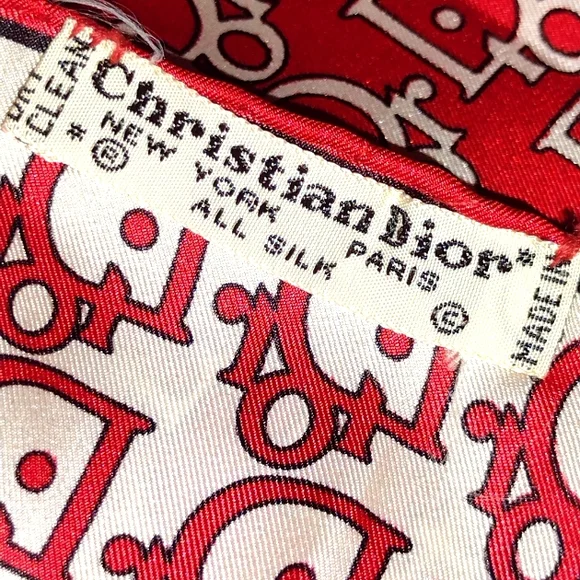 DRY CLEAN
* Christian Dior *
® NEW YORK PARIS ©
ALL SILK
MADE IN